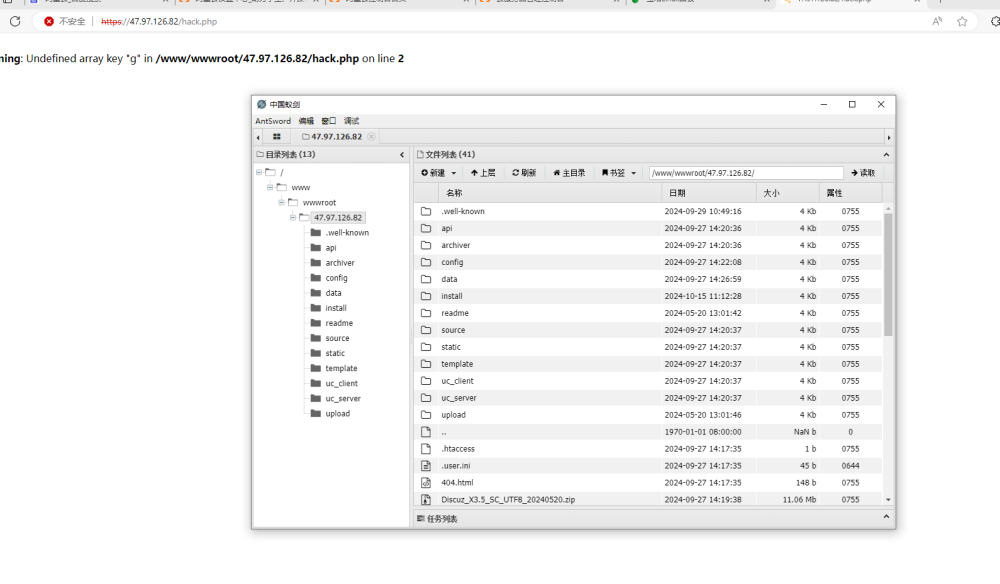 不安全 https://47.97.126.82/hack.php
ning: Undefined array key "g" in /www/wwwroot/47.97.126.82/hack.php on line 2
中国蚁剑
AntSword 编辑 窗口 调试
47.97.126.82
目录列表 (13)
/
www
wwwroot
47.97.126.82
.well-known
api
archiver
config
data
install
readme
source
static
template
uc_client
uc_server
upload
文件列表 (41)
新建 上层 刷新 主目录 书签 /www/wwwroot/47.97.126.82/ 读取
名称 日期 大小 属性
.well-known 2024-09-29 10:49:16 4 Kb 0755
api 2024-09-27 14:20:36 4 Kb 0755
archiver 2024-09-27 14:20:36 4 Kb 0755
config 2024-09-27 14:22:08 4 Kb 0755
data 2024-09-27 14:26:59 4 Kb 0755
install 2024-10-15 11:12:28 4 Kb 0755
readme 2024-05-20 13:01:42 4 Kb 0755
source 2024-09-27 14:20:37 4 Kb 0755
static 2024-09-27 14:20:37 4 Kb 0755
template 2024-09-27 14:20:37 4 Kb 0755
uc_client 2024-09-27 14:20:37 4 Kb 0755
uc_server 2024-09-27 14:20:37 4 Kb 0755
upload 2024-05-20 13:01:46 4 Kb 0755
.. 1970-01-01 08:00:00 NaN b 0
.htaccess 2024-09-27 14:17:35 1 b 0755
.user.ini 2024-09-27 14:17:35 45 b 0644
404.html 2024-09-27 14:17:35 148 b 0755
Discuz_X3.5_SC_UTF8_20240520.zip 2024-09-27 14:19:38 11.06 Mb 0755
任务列表